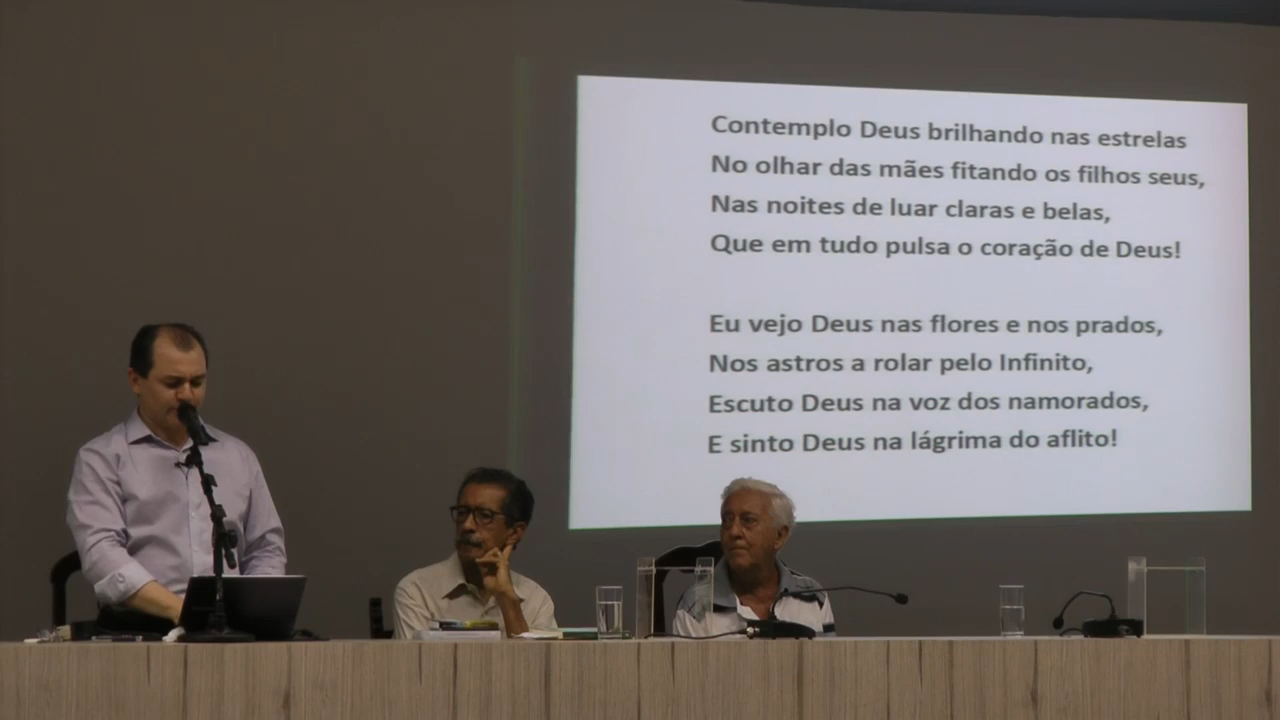 Contemplo Deus brilhando nas estrelas
No olhar das mães fitando os filhos seus,
Nas noites de luar claras e belas,
Que em tudo pulsa o coração de Deus!
Eu vejo Deus nas flores e nos prados,
Nos astros a rolar pelo Infinito,
Escuto Deus na voz dos namorados,
E sinto Deus na lágrima do aflito!